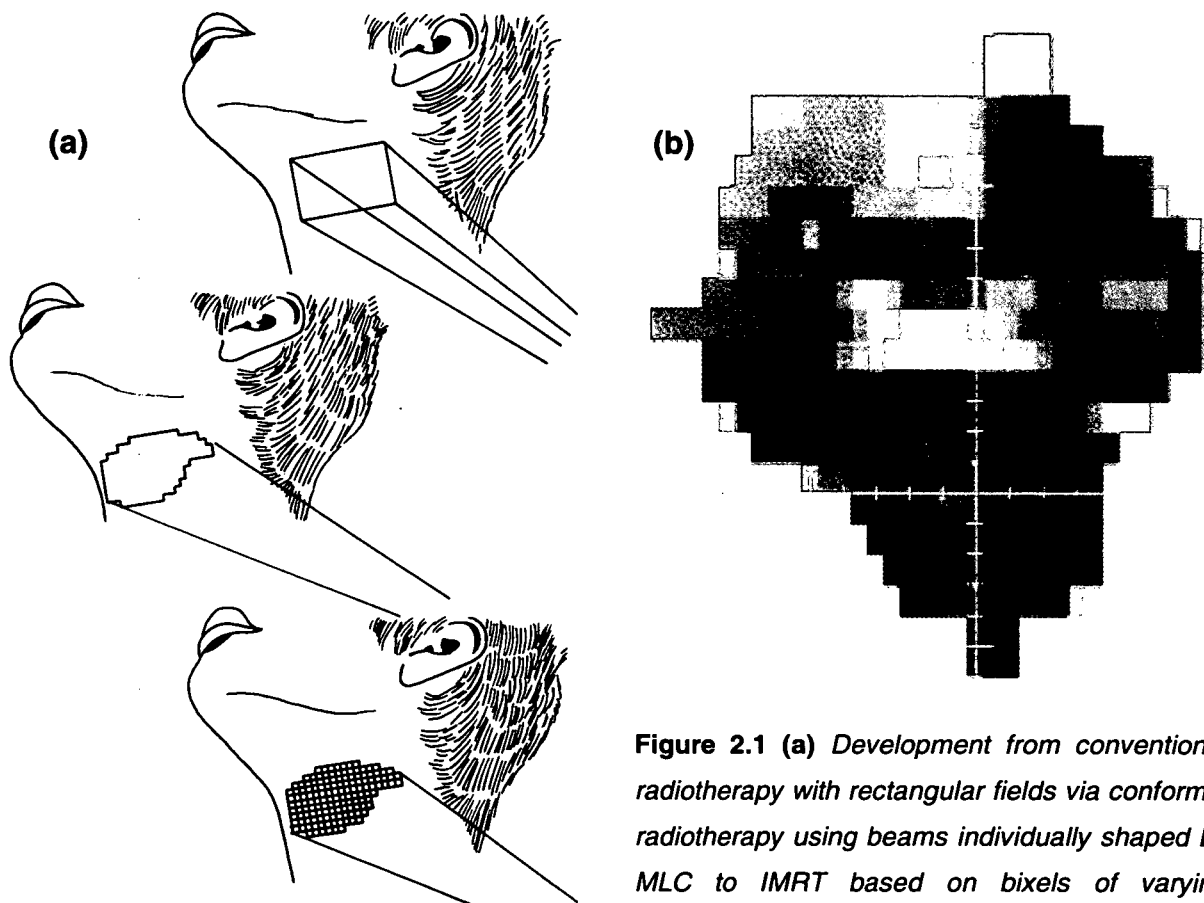 (a)
(b)
Figure 2.1 (a) Development from convention
radiotherapy with rectangular fields via conform
radiotherapy using beams individually shaped
MLC to IMRT based on bixels of varyin